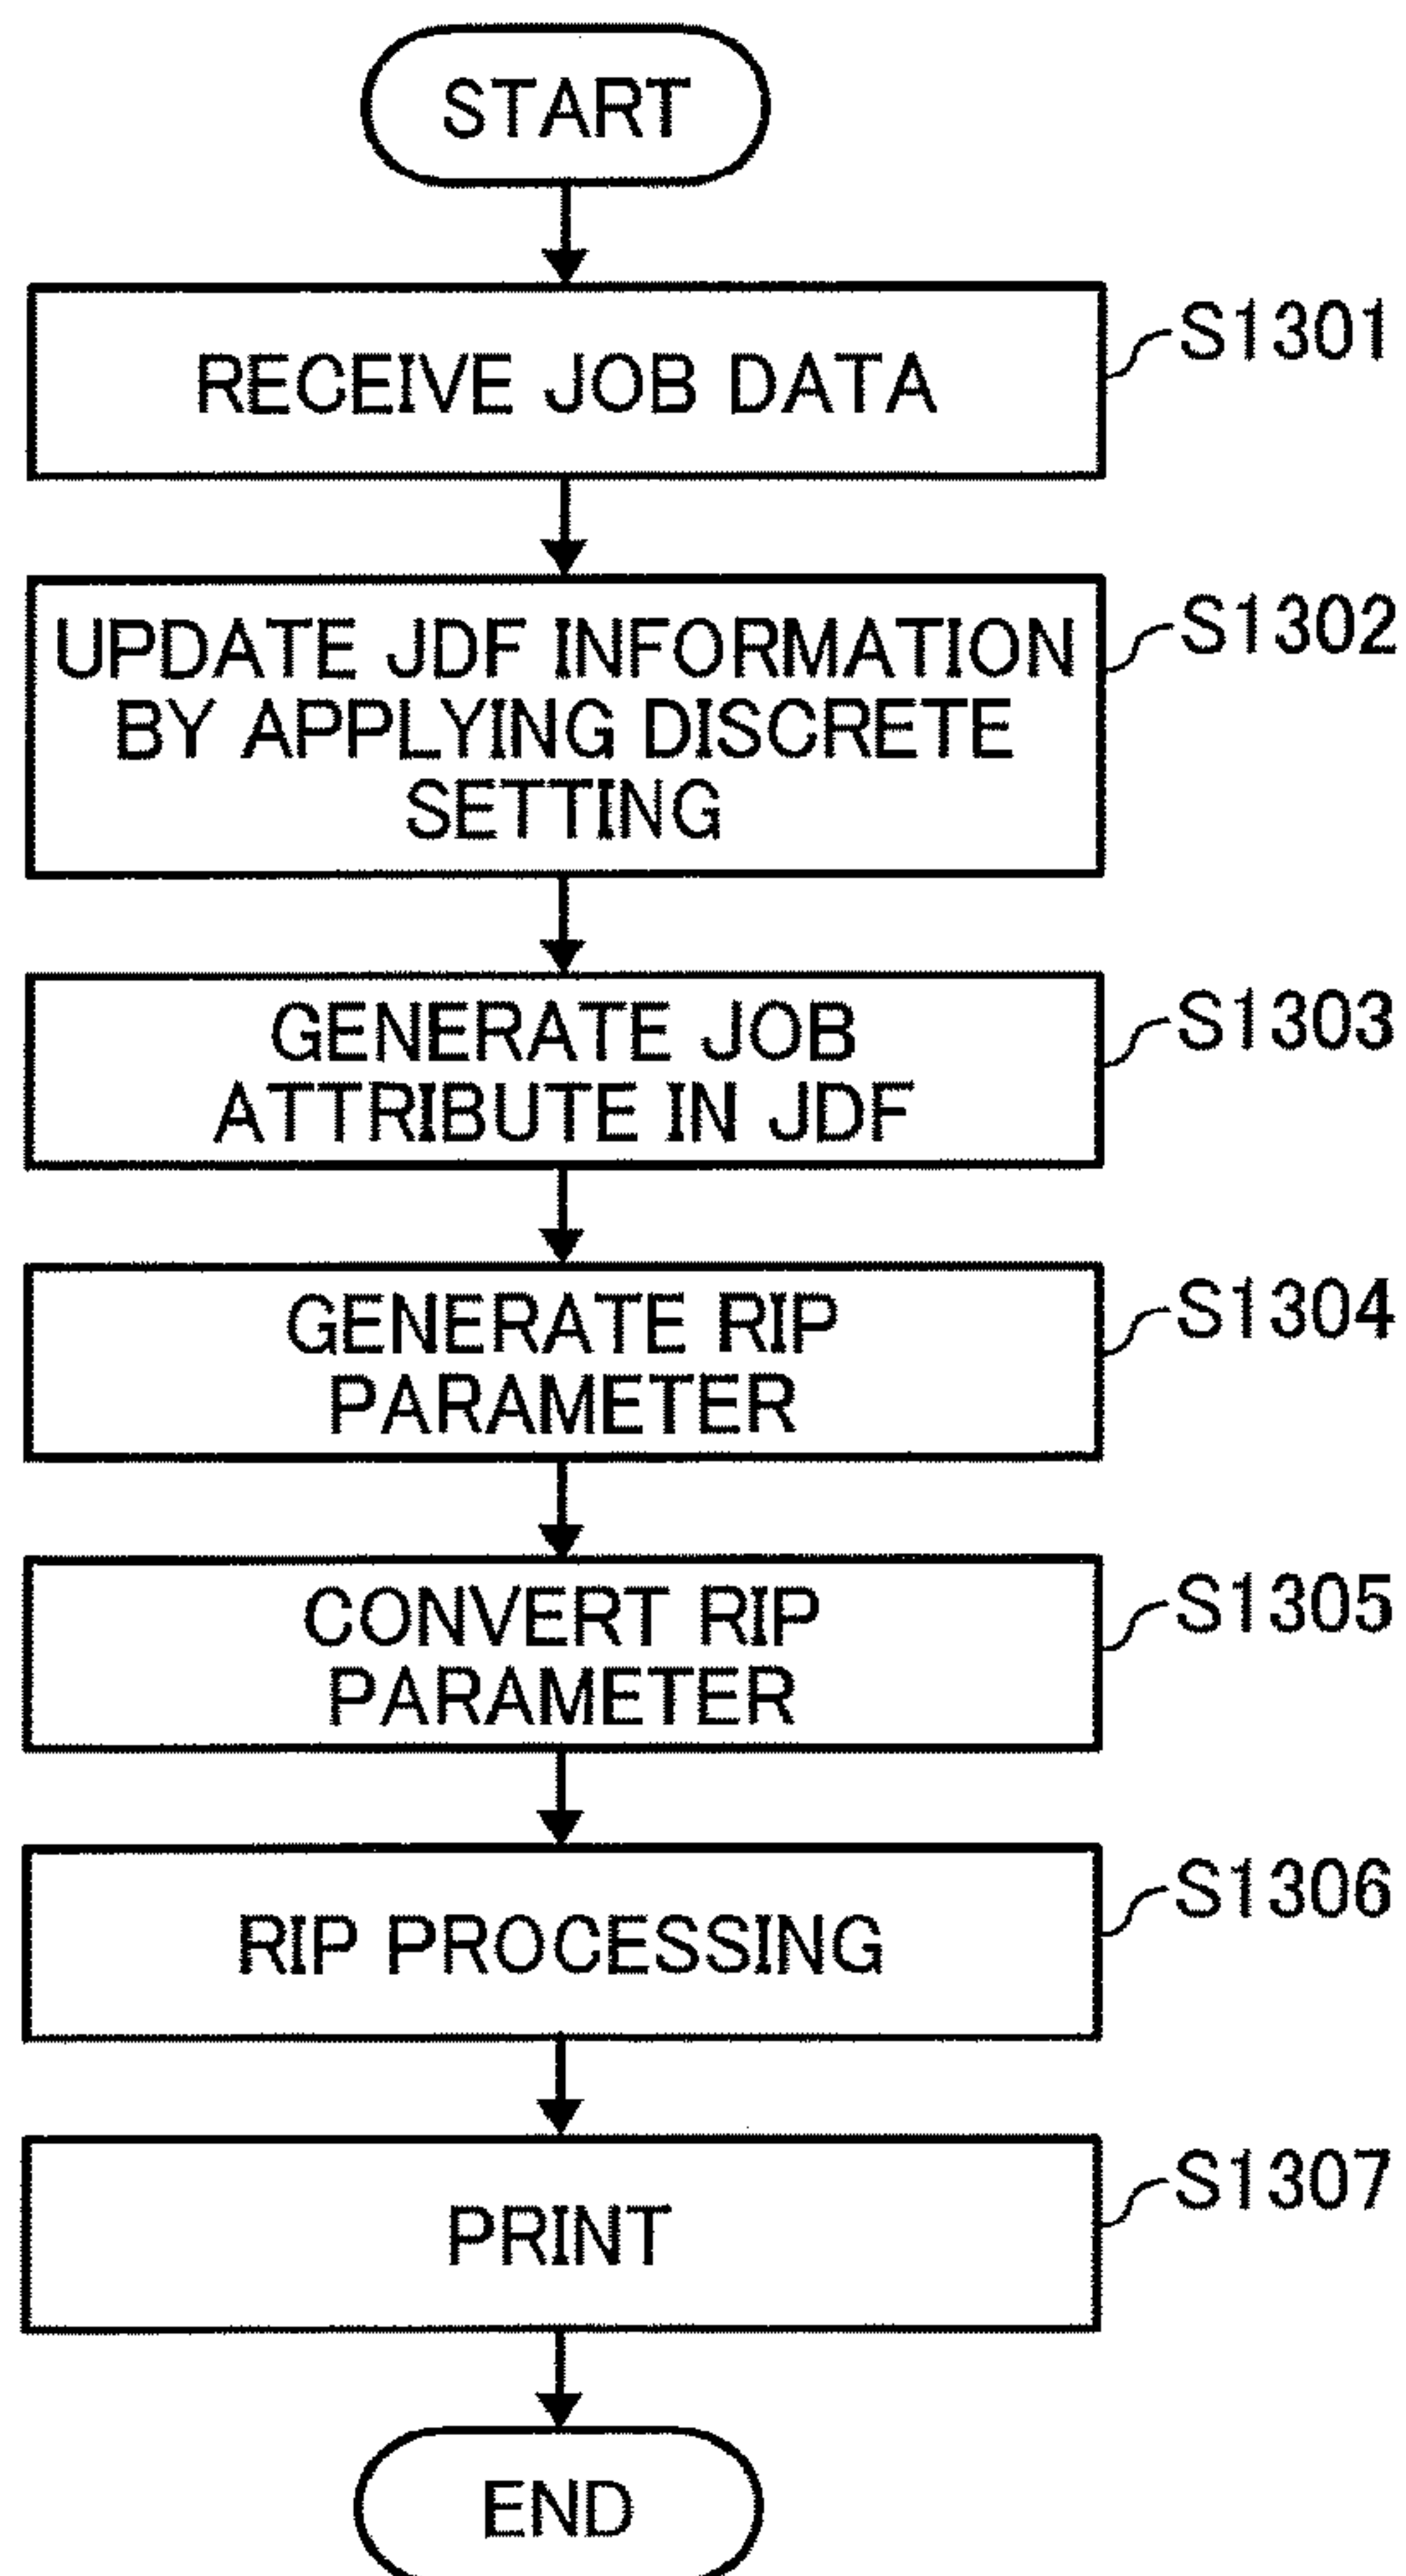 START
RECEIVE JOB DATA
S1301
UPDATE JDF INFORMATION
BY APPLYING DISCRETE
SETTING
S1302
GENERATE JOB
ATTRIBUTE IN JDF
S1303
GENERATE RIP
PARAMETER
S1304
CONVERT RIP
PARAMETER
S1305
RIP PROCESSING
S1306
PRINT
S1307
END